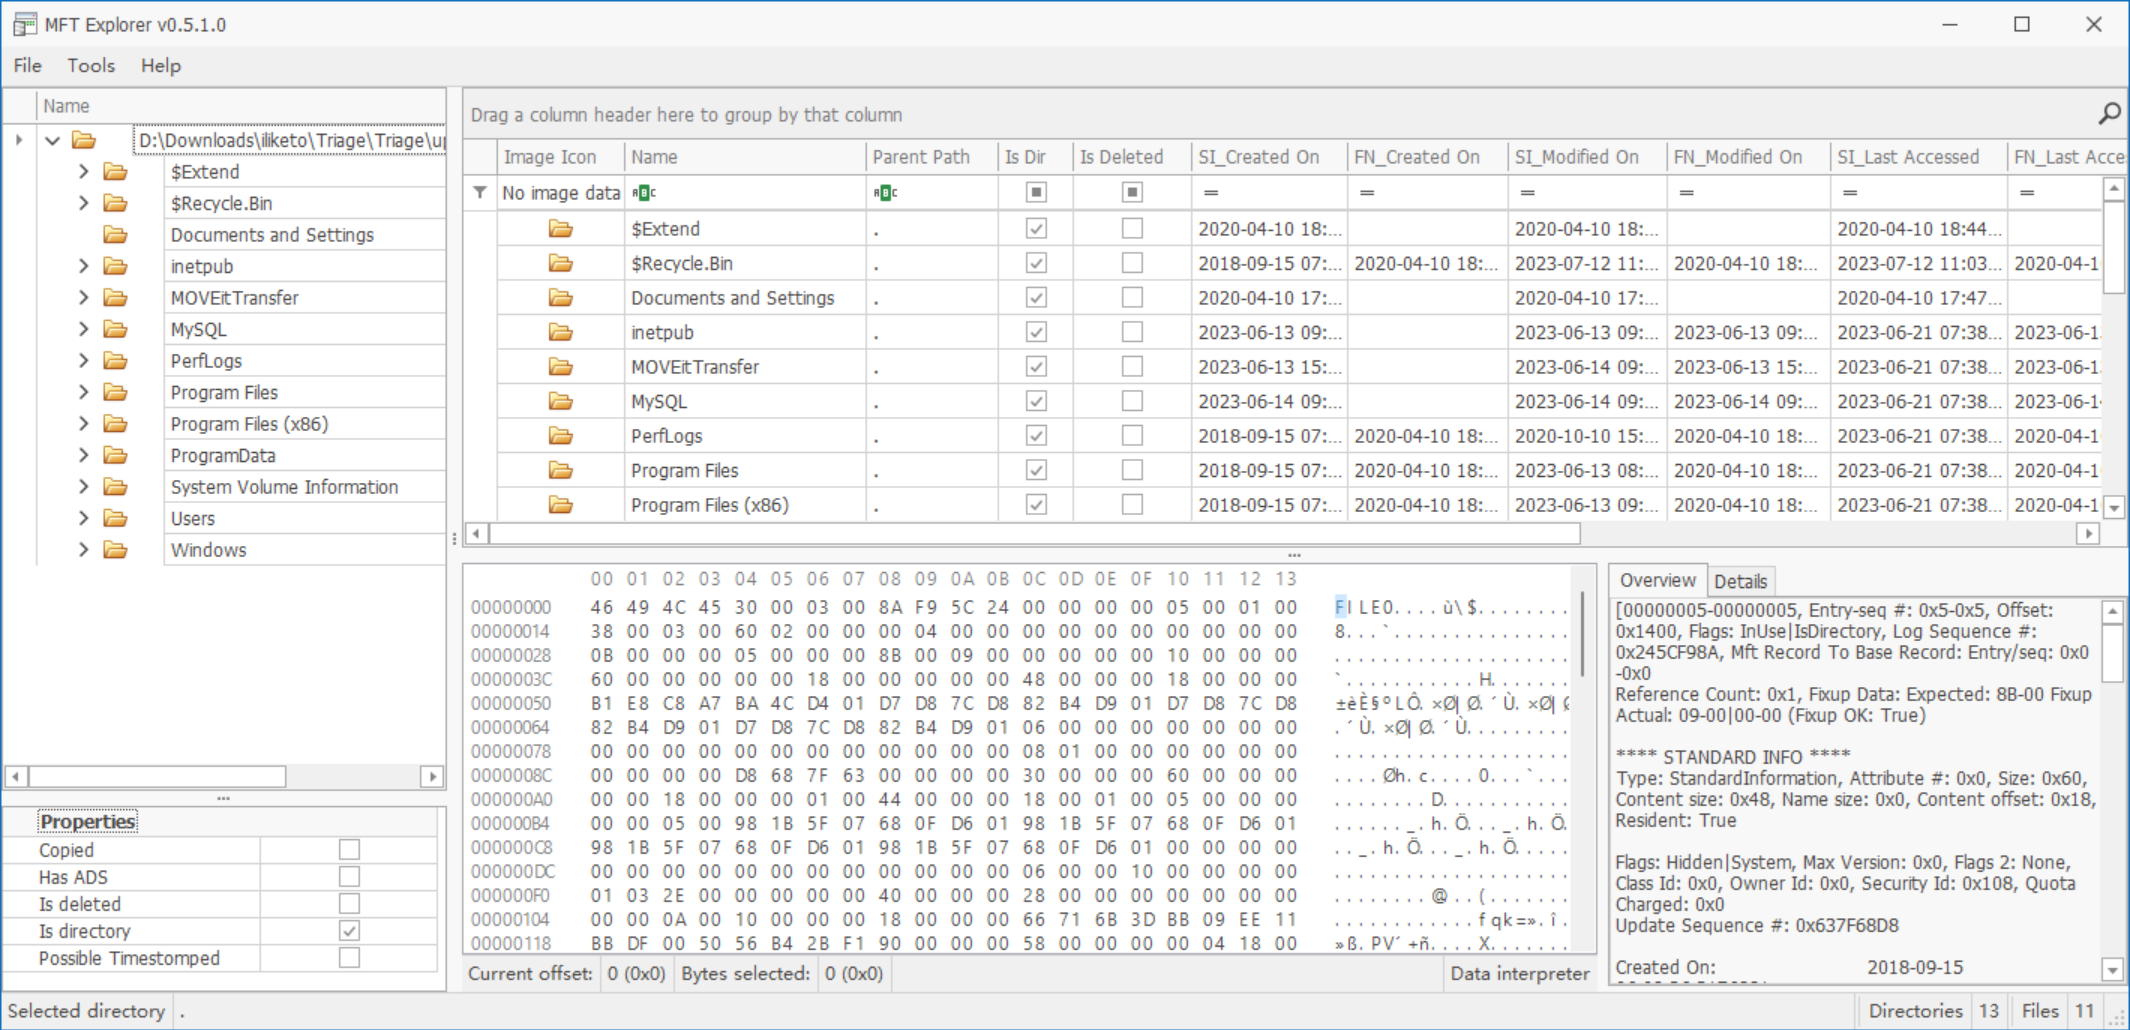 MFT Explorer v0.5.1.0
File Tools Help
Name
D:\Downloads\iliketo\Triage\Triage\up
$Extend
$Recycle.Bin
Documents and Settings
inetpub
MOVEitTransfer
MySQL
PerfLogs
Program Files
Program Files (x86)
ProgramData
System Volume Information
Users
Windows
Properties
Copied
Has ADS
Is deleted
Is directory
Possible Timestomped
Drag a column header here to group by that column
Image Icon Name Parent Path Is Dir Is Deleted SI_Created On FN_Created On SI_Modified On FN_Modified On SI_Last Accessed FN_Last Acce
No image data ABC ABC = = = = = =
$Extend . 2020-04-10 18:... 2020-04-10 18:... 2020-04-10 18:44...
$Recycle.Bin . 2018-09-15 07:... 2020-04-10 18:... 2023-07-12 11:... 2020-04-10 18:... 2023-07-12 11:03... 2020-04-1
Documents and Settings . 2020-04-10 17:... 2020-04-10 17:... 2020-04-10 17:47...
inetpub . 2023-06-13 09:... 2023-06-13 09:... 2023-06-13 09:... 2023-06-21 07:38... 2023-06-1
MOVEitTransfer . 2023-06-13 15:... 2023-06-14 09:... 2023-06-13 15:... 2023-06-21 07:38... 2023-06-1
MySQL . 2023-06-14 09:... 2023-06-14 09:... 2023-06-14 09:... 2023-06-21 07:38... 2023-06-1
PerfLogs . 2018-09-15 07:... 2020-04-10 18:... 2020-10-10 15:... 2020-04-10 18:... 2023-06-21 07:38... 2020-04-1
Program Files . 2018-09-15 07:... 2020-04-10 18:... 2023-06-13 08:... 2020-04-10 18:... 2023-06-21 07:38... 2020-04-1
Program Files (x86) . 2018-09-15 07:... 2020-04-10 18:... 2023-06-13 09:... 2020-04-10 18:... 2023-06-21 07:38... 2020-04-1
00 01 02 03 04 05 06 07 08 09 0A 0B 0C 0D 0E 0F 10 11 12 13
00000000 46 49 4C 45 30 00 03 00 8A F9 5C 24 00 00 00 00 05 00 01 00 FILE0....ù\$........
00000014 38 00 03 00 60 02 00 00 00 04 00 00 00 00 00 00 00 00 00 00 8...`...............
00000028 0B 00 00 00 05 00 00 00 8B 00 09 00 00 00 00 00 10 00 00 00 ....................
0000003C 60 00 00 00 00 00 18 00 00 00 00 00 48 00 00 00 18 00 00 00 `...........H.......
00000050 B1 E8 C8 A7 BA 4C D4 01 D7 D8 7C D8 82 B4 D9 01 D7 D8 7C D8 ±èÈ§ºLÔ.×Ø|Ø.´Ù.×Ø|Ø
00000064 82 B4 D9 01 D7 D8 7C D8 82 B4 D9 01 06 00 00 00 00 00 00 00 .´Ù.×Ø|Ø.´Ù.........
00000078 00 00 00 00 00 00 00 00 00 00 00 00 08 01 00 00 00 00 00 00 ....................
0000008C 00 00 00 00 D8 68 7F 63 00 00 00 00 30 00 00 00 60 00 00 00 ....Øh.c....0...`...
000000A0 00 00 18 00 00 00 01 00 44 00 00 00 18 00 01 00 05 00 00 00 ........D...........
000000B4 00 00 05 00 98 1B 5F 07 68 0F D6 01 98 1B 5F 07 68 0F D6 01 ......_.h.Ö..._.h.Ö.
000000C8 98 1B 5F 07 68 0F D6 01 98 1B 5F 07 68 0F D6 01 00 00 00 00 .._.h.Ö..._.h.Ö.....
000000DC 00 00 00 00 00 00 00 00 00 00 00 00 06 00 00 10 00 00 00 00
000000F0 01 03 2E 00 00 00 00 00 40 00 00 00 28 00 00 00 00 00 00 00 ........@...(.......
00000104 00 00 0A 00 10 00 00 00 18 00 00 00 66 71 6B 3D BB 09 EE 11 ............fqk=».î.
00000118 BB DF 00 50 56 B4 2B F1 90 00 00 00 58 00 00 00 00 04 18 00 »ß.PV´+ñ....X.......
Current offset: 0 (0x0) Bytes selected: 0 (0x0) Data interpreter
Overview Details
[00000005-00000005, Entry-seq #: 0x5-0x5, Offset:
0x1400, Flags: InUse|IsDirectory, Log Sequence #:
0x245CF98A, Mft Record To Base Record: Entry/seq: 0x0
-0x0
Reference Count: 0x1, Fixup Data: Expected: 8B-00 Fixup
Actual: 09-00|00-00 (Fixup OK: True)
**** STANDARD INFO ****
Type: StandardInformation, Attribute #: 0x0, Size: 0x60,
Content size: 0x48, Name size: 0x0, Content offset: 0x18,
Resident: True
Flags: Hidden|System, Max Version: 0x0, Flags 2: None,
Class Id: 0x0, Owner Id: 0x0, Security Id: 0x108, Quota
Charged: 0x0
Update Sequence #: 0x637F68D8
Created On: 2018-09-15
Selected directory . Directories 13 Files 11